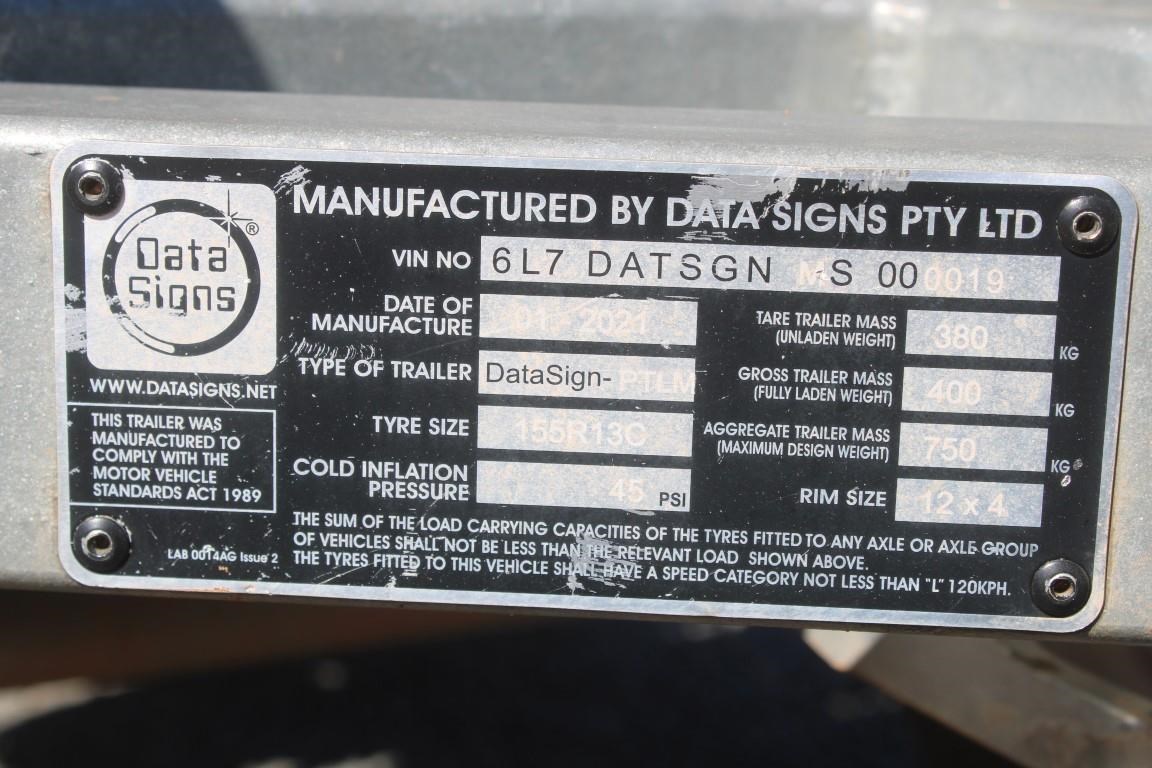 Data Signs ®
WWW.DATASIGNS.NET
THIS TRAILER WAS
MANUFACTURED TO
COMPLY WITH THE
MOTOR VEHICLE
STANDARDS ACT 1989
LAB 0014AG Issue 2
MANUFACTURED BY DATA SIGNS PTY LTD
VIN NO 6L7 DATSGN MS 000019
DATE OF
MANUFACTURE 01 - 2021
TYPE OF TRAILER DataSign-PTLM
TYRE SIZE 155R13C
COLD INFLATION
PRESSURE 45 PSI
TARE TRAILER MASS
(UNLADEN WEIGHT) 380 KG
GROSS TRAILER MASS
(FULLY LADEN WEIGHT) 400 KG
AGGREGATE TRAILER MASS
(MAXIMUM DESIGN WEIGHT) 750 KG
RIM SIZE 12 x 4
THE SUM OF THE LOAD CARRYING CAPACITIES OF THE TYRES FITTED TO ANY AXLE OR AXLE GROUP
OF VEHICLES SHALL NOT BE LESS THAN THE RELEVANT LOAD SHOWN ABOVE.
THE TYRES FITTED TO THIS VEHICLE SHALL HAVE A SPEED CATEGORY NOT LESS THAN "L" 120KPH.